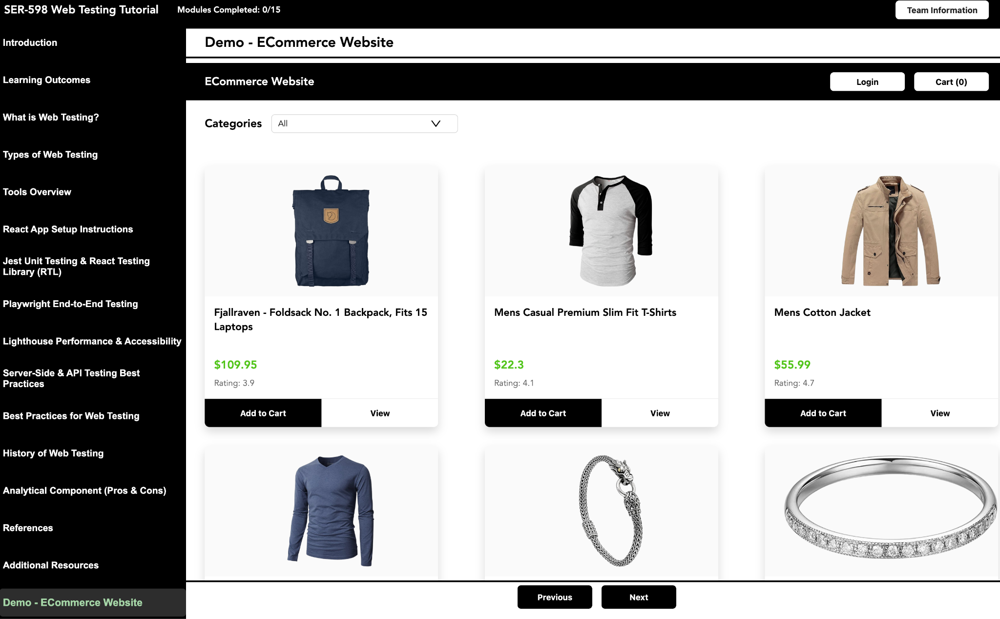 SER-598 Web Testing Tutorial
Modules Completed: 0/15
Team Information
Introduction
Learning Outcomes
What is Web Testing?
Types of Web Testing
Tools Overview
React App Setup Instructions
Jest Unit Testing & React Testing
Library (RTL)
Playwright End-to-End Testing
Lighthouse Performance & Accessibility
Server-Side & API Testing Best
Practices
Best Practices for Web Testing
History of Web Testing
Analytical Component (Pros & Cons)
References
Additional Resources
Demo - ECommerce Website
Demo - ECommerce Website
ECommerce Website
Login
Cart (0)
Categories
All
Fjallraven - Foldsack No. 1 Backpack, Fits 15
Laptops
$109.95
Rating: 3.9
Add to Cart
View
Mens Casual Premium Slim Fit T-Shirts
$22.3
Rating: 4.1
Add to Cart
View
Mens Cotton Jacket
$55.99
Rating: 4.7
Add to Cart
View
Previous
Next